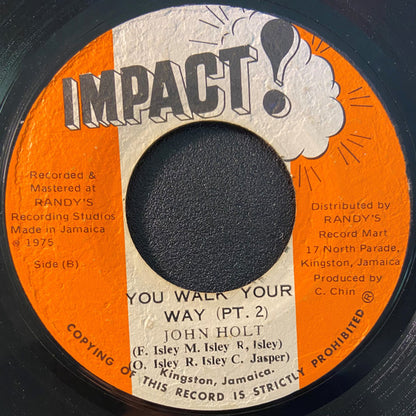 IMPACT!
Recorded &
Mastered at
RANDY'S
Recording Studios
Made in Jamaica
℗ 1975
Side (B)
Distributed by
RANDY'S
Record Mart
17 North Parade,
Kingston, Jamaica
Produced by
C. Chin
YOU WALK YOUR
WAY (PT. 2)
JOHN HOLT
(F. Isley M. Isley R, Isley)
(O. Isley R. Isley C. Jasper)
Kingston, Jamaica.
COPYING OF THIS RECORD IS STRICTLY PROHIBITED ®